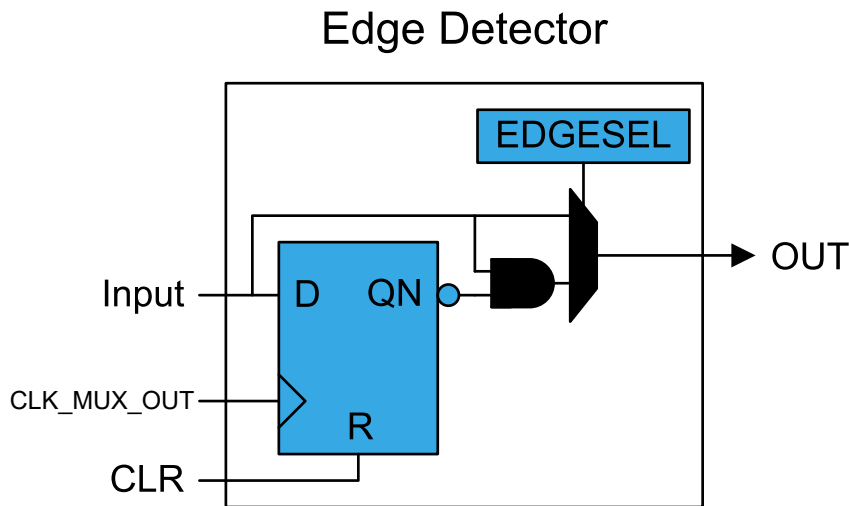 Edge Detector
EDGESEL
OUT
Input
D
QN
CLK_MUX_OUT
R
CLR